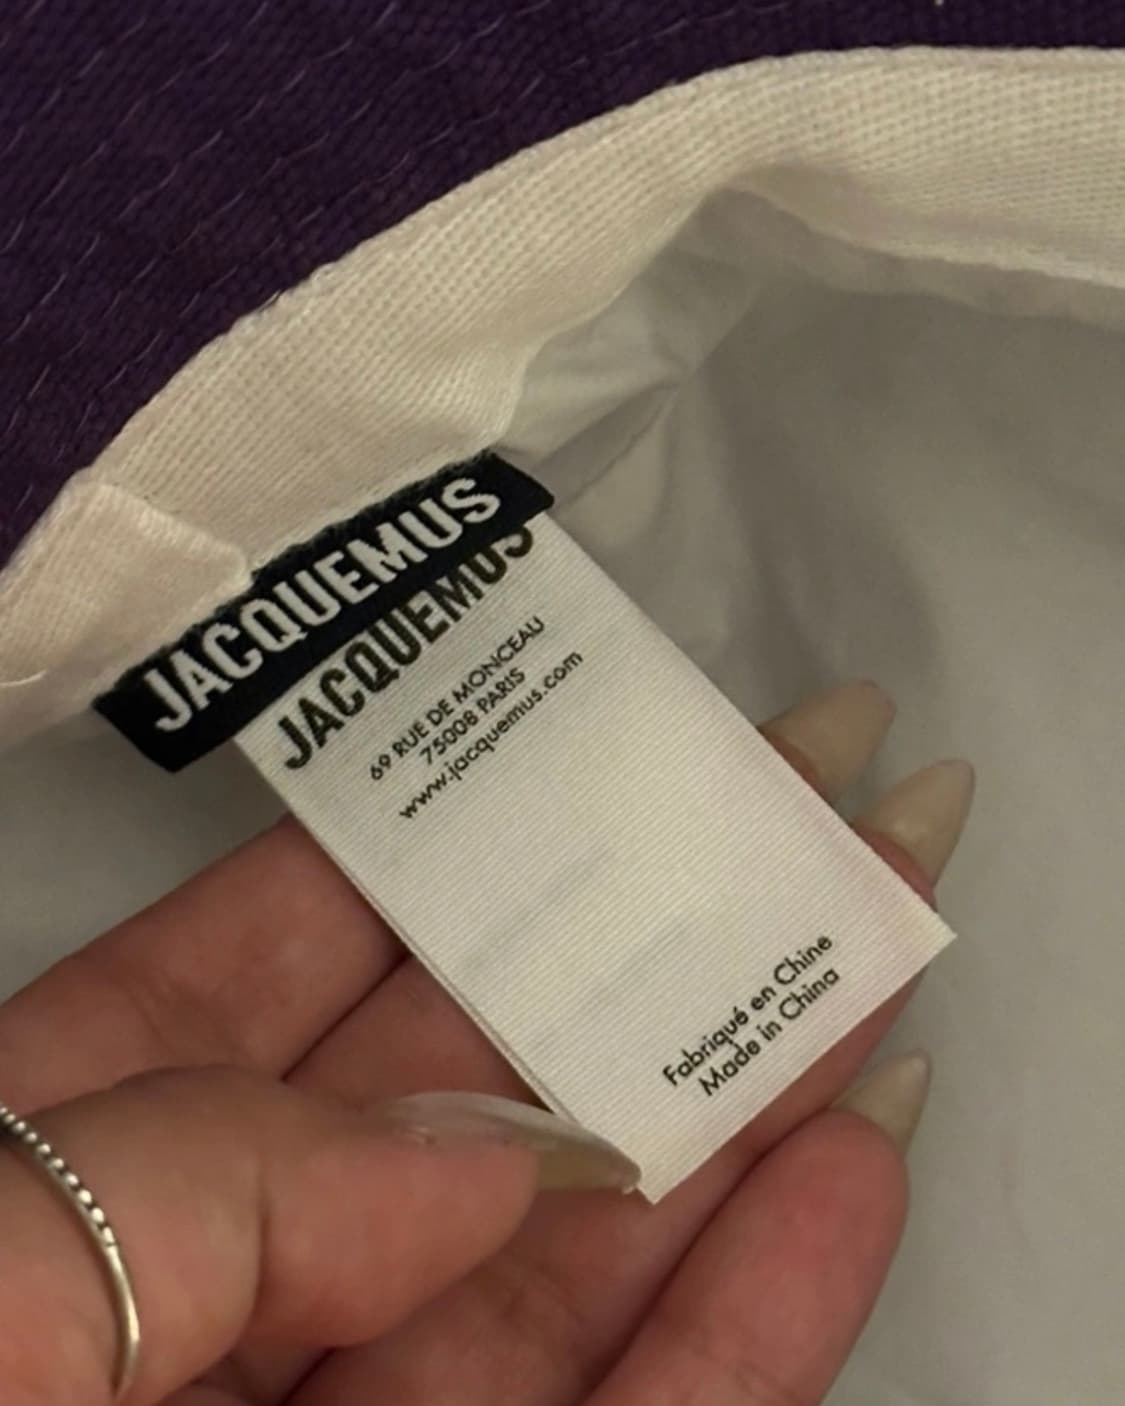 JACQUEMUS
JACQUEMUS
69 RUE DE MONCEAU
75008 PARIS
www.jacquemus.com
Fabriqué en Chine
Made in China